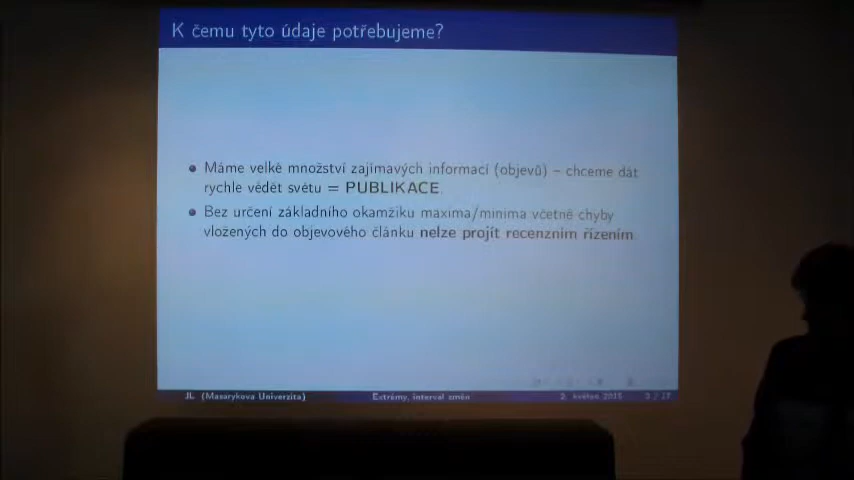 K čemu tyto údaje potřebujeme?
Máme velké množství zajímavých informací (objevů) – chceme dát
rychle vědět světu = PUBLIKACE.
Bez určení základního okamžiku maxima/minima včetně chyby
vložených do objevového článku nelze projít recenzním řízením.
JL (Masarykova Univerzita)
Extrémy, interval změn
2. květen 2015
3 / 17